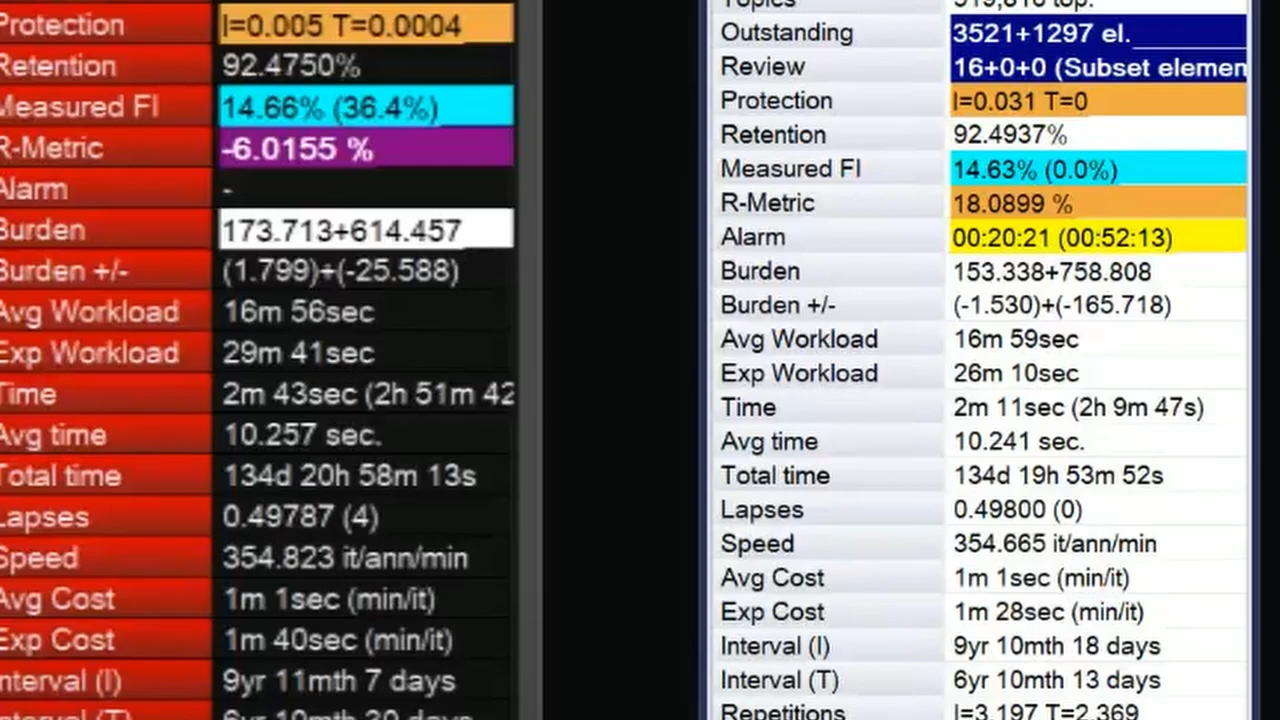 Protection I=0.005 T=0.0004
Retention 92.4750%
Measured FI 14.66% (36.4%)
R-Metric -6.0155 %
Alarm -
Burden 173.713+614.457
Burden +/- (1.799)+(-25.588)
Avg Workload 16m 56sec
Exp Workload 29m 41sec
Time 2m 43sec (2h 51m 42
Avg time 10.257 sec.
Total time 134d 20h 58m 13s
Lapses 0.49787 (4)
Speed 354.823 it/ann/min
Avg Cost 1m 1sec (min/it)
Exp Cost 1m 40sec (min/it)
Interval (I) 9yr 11mth 7 days
Interval (T) 6yr 10mth
Topics
Outstanding 3521+1297 el.
Review 16+0+0 (Subset elemen
Protection I=0.031 T=0
Retention 92.4937%
Measured FI 14.63% (0.0%)
R-Metric 18.0899 %
Alarm 00:20:21 (00:52:13)
Burden 153.338+758.808
Burden +/- (-1.530)+(-165.718)
Avg Workload 16m 59sec
Exp Workload 26m 10sec
Time 2m 11sec (2h 9m 47s)
Avg time 10.241 sec.
Total time 134d 19h 53m 52s
Lapses 0.49800 (0)
Speed 354.665 it/ann/min
Avg Cost 1m 1sec (min/it)
Exp Cost 1m 28sec (min/it)
Interval (I) 9yr 10mth 18 days
Interval (T) 6yr 10mth 13 days
Repetitions I=3.197 T=2.369